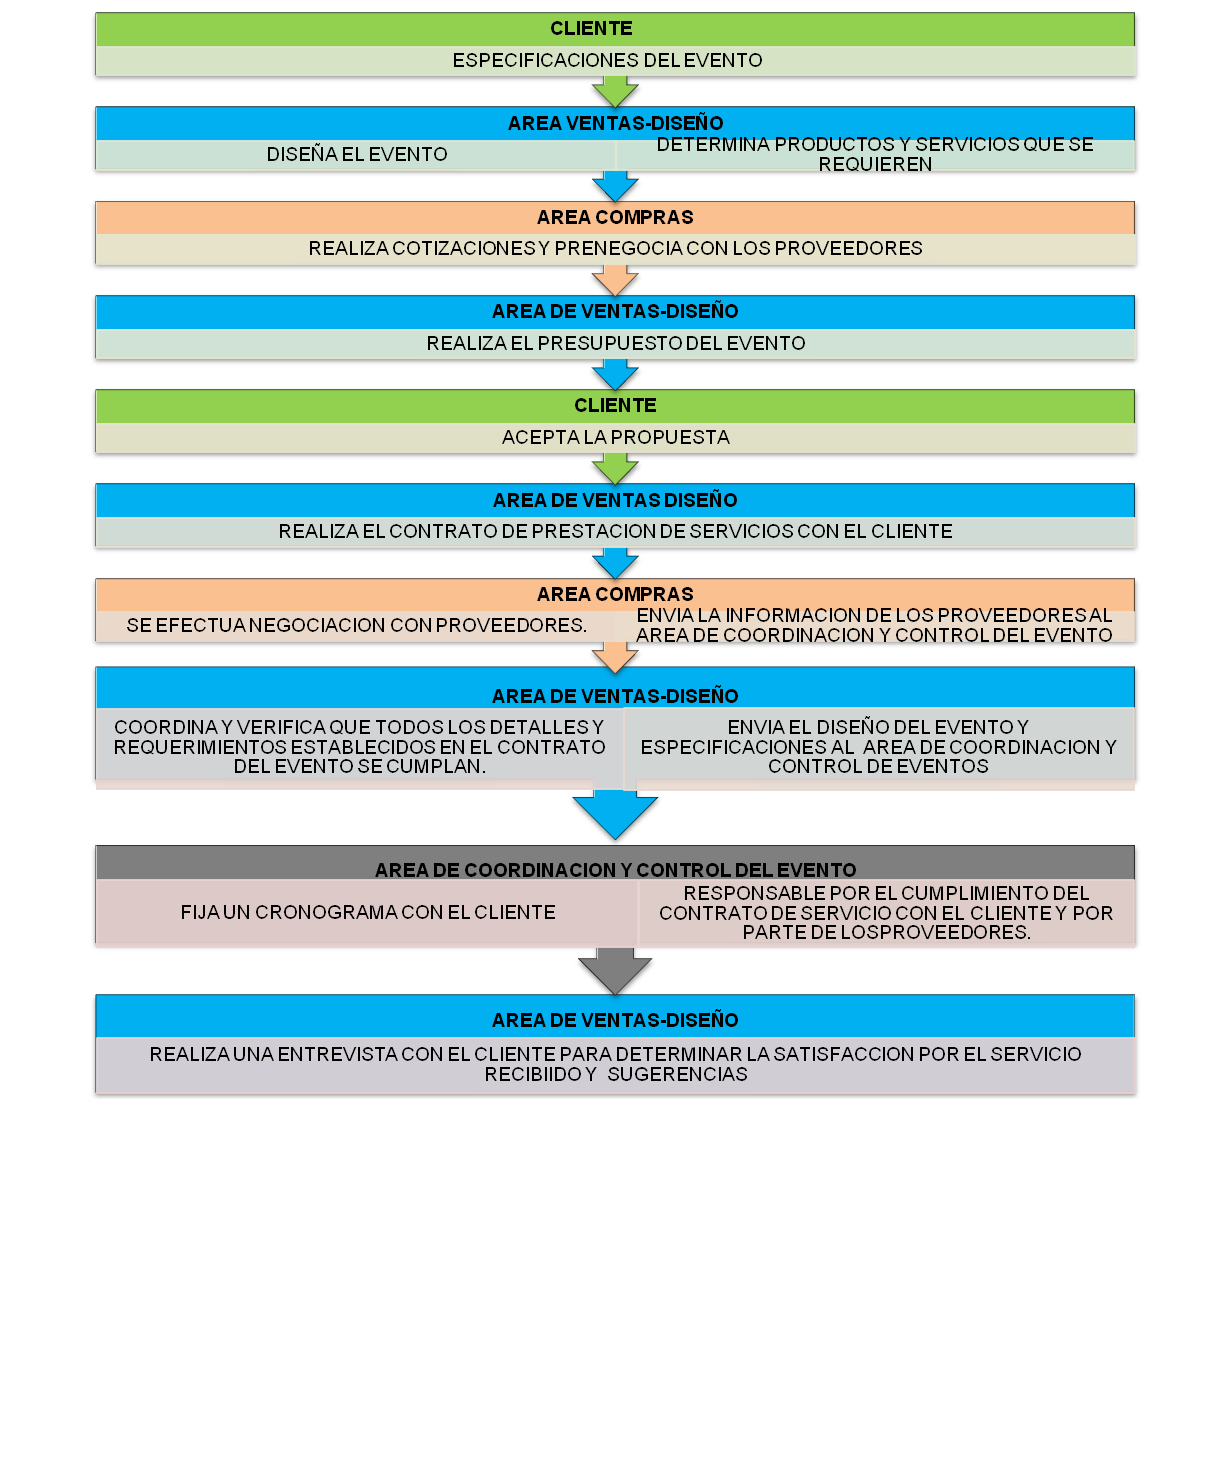 CLIENTE
ESPECIFICACIONES DEL EVENTO
AREA VENTAS-DISEÑO
DISEÑA EL EVENTO
DETERMINA PRODUCTOS Y SERVICIOS QUE SE
REQUIEREN
AREA COMPRAS
REALIZA COTIZACIONES Y PRENEGOCIA CON LOS PROVEEDORES
AREA DE VENTAS-DISEÑO
REALIZA EL PRESUPUESTO DEL EVENTO
CLIENTE
ACEPTA LA PROPUESTA
AREA DE VENTAS DISEÑO
REALIZA EL CONTRATO DE PRESTACION DE SERVICIOS CON EL CLIENTE
AREA COMPRAS
SE EFECTUA NEGOCIACION CON PROVEEDORES.
ENVIA LA INFORMACION DE LOS PROVEEDORES AL
AREA DE COORDINACION Y CONTROL DEL EVENTO
AREA DE VENTAS-DISEÑO
COORDINA Y VERIFICA QUE TODOS LOS DETALLES Y
REQUERIMIENTOS ESTABLECIDOS EN EL CONTRATO
DEL EVENTO SE CUMPLAN.
ENVIA EL DISEÑO DEL EVENTO Y
ESPECIFICACIONES AL  AREA DE COORDINACION Y
CONTROL DE EVENTOS
AREA DE COORDINACION Y CONTROL DEL EVENTO
FIJA UN CRONOGRAMA CON EL CLIENTE
RESPONSABLE POR EL CUMPLIMIENTO DEL
CONTRATO DE SERVICIO CON EL CLIENTE Y POR
PARTE DE LOSPROVEEDORES.
AREA DE VENTAS-DISEÑO
REALIZA UNA ENTREVISTA CON EL CLIENTE PARA DETERMINAR LA SATISFACCION POR EL SERVICIO
RECIBIIDO Y  SUGERENCIAS